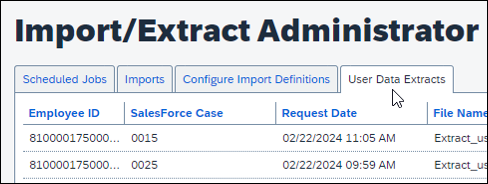 Import/Extract Administrator
Scheduled Jobs Imports Configure Import Definitions User Data Extracts
Employee ID SalesForce Case Request Date File Name
810000175000... 0015 02/22/2024 11:05 AM Extract_us
810000175000... 0025 02/22/2024 09:59 AM Extract_us